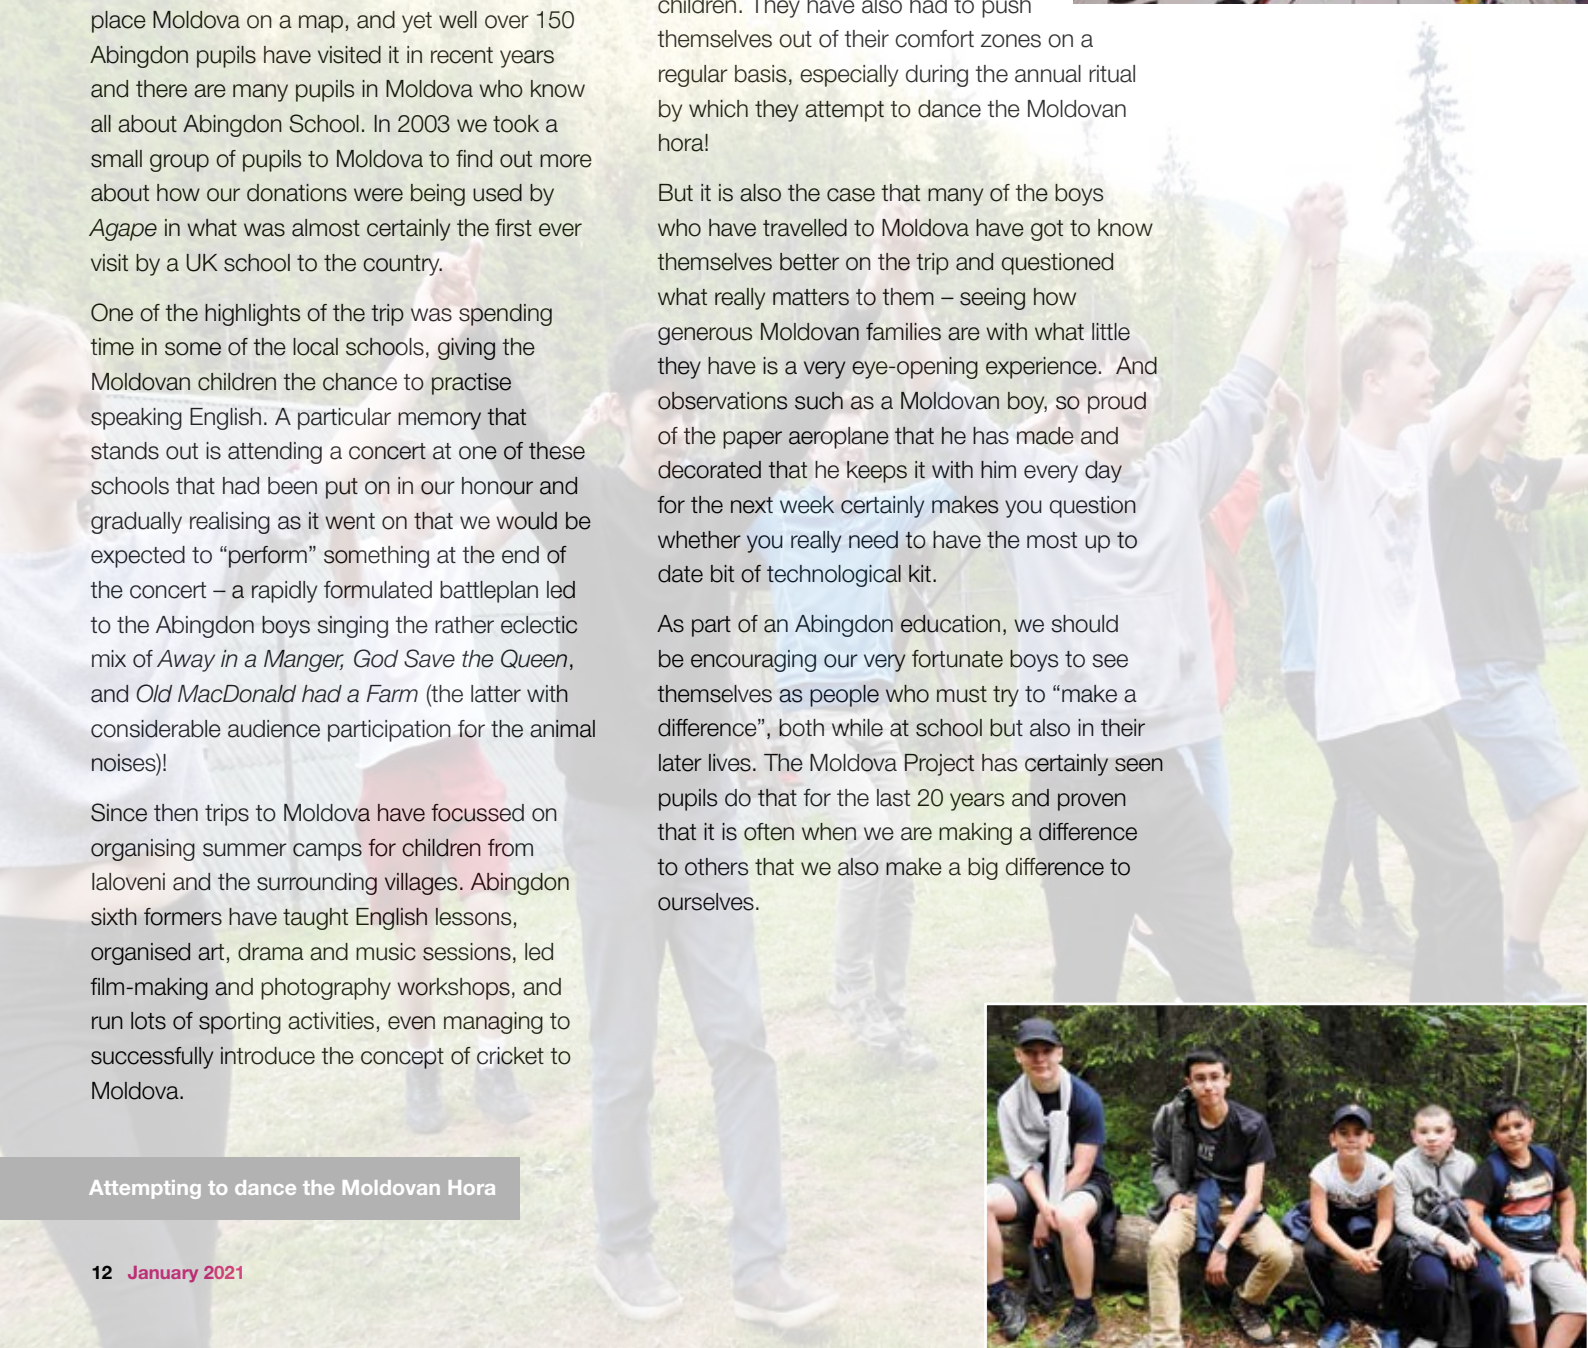 place Moldova on a map, and yet well over 150
Abingdon pupils have visited it in recent years
and there are many pupils in Moldova who know
all about Abingdon School. In 2003 we took a
small group of pupils to Moldova to find out more
about how our donations were being used by
Agape in what was almost certainly the first ever
visit by a UK school to the country.
One of the highlights of the trip was spending
time in some of the local schools, giving the
Moldovan children the chance to practise
speaking English. A particular memory that
stands out is attending a concert at one of these
schools that had been put on in our honour and
gradually realising as it went on that we would be
expected to “perform” something at the end of
the concert – a rapidly formulated battleplan led
to the Abingdon boys singing the rather eclectic
mix of Away in a Manger, God Save the Queen,
and Old MacDonald had a Farm (the latter with
considerable audience participation for the animal
noises)!
Since then trips to Moldova have focussed on
organising summer camps for children from
Ialoveni and the surrounding villages. Abingdon
sixth formers have taught English lessons,
organised art, drama and music sessions, led
film-making and photography workshops, and
run lots of sporting activities, even managing to
successfully introduce the concept of cricket to
Moldova.
children. They have also had to push
themselves out of their comfort zones on a
regular basis, especially during the annual ritual
by which they attempt to dance the Moldovan
hora!
But it is also the case that many of the boys
who have travelled to Moldova have got to know
themselves better on the trip and questioned
what really matters to them – seeing how
generous Moldovan families are with what little
they have is a very eye-opening experience.  And
observations such as a Moldovan boy, so proud
of the paper aeroplane that he has made and
decorated that he keeps it with him every day
for the next week certainly makes you question
whether you really need to have the most up to
date bit of technological kit.
As part of an Abingdon education, we should
be encouraging our very fortunate boys to see
themselves as people who must try to “make a
difference”, both while at school but also in their
later lives. The Moldova Project has certainly seen
pupils do that for the last 20 years and proven
that it is often when we are making a difference
to others that we also make a big difference to
ourselves.
Attempting to dance the Moldovan Hora
12 January 2021